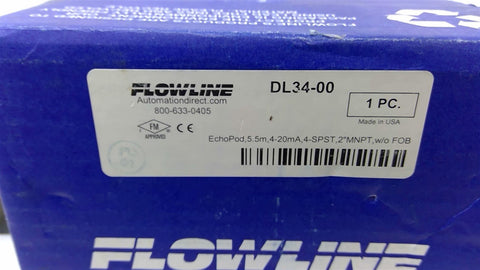 FLOWLINE
DL34-00
Automationdirect.com
800-633-0405
1 PC.
Made in USA
FM
APPROVED
CE
EchoPod,5.5m,4-20mA,4-SPST,2"MNPT,w/o FOB
FLOWLINE